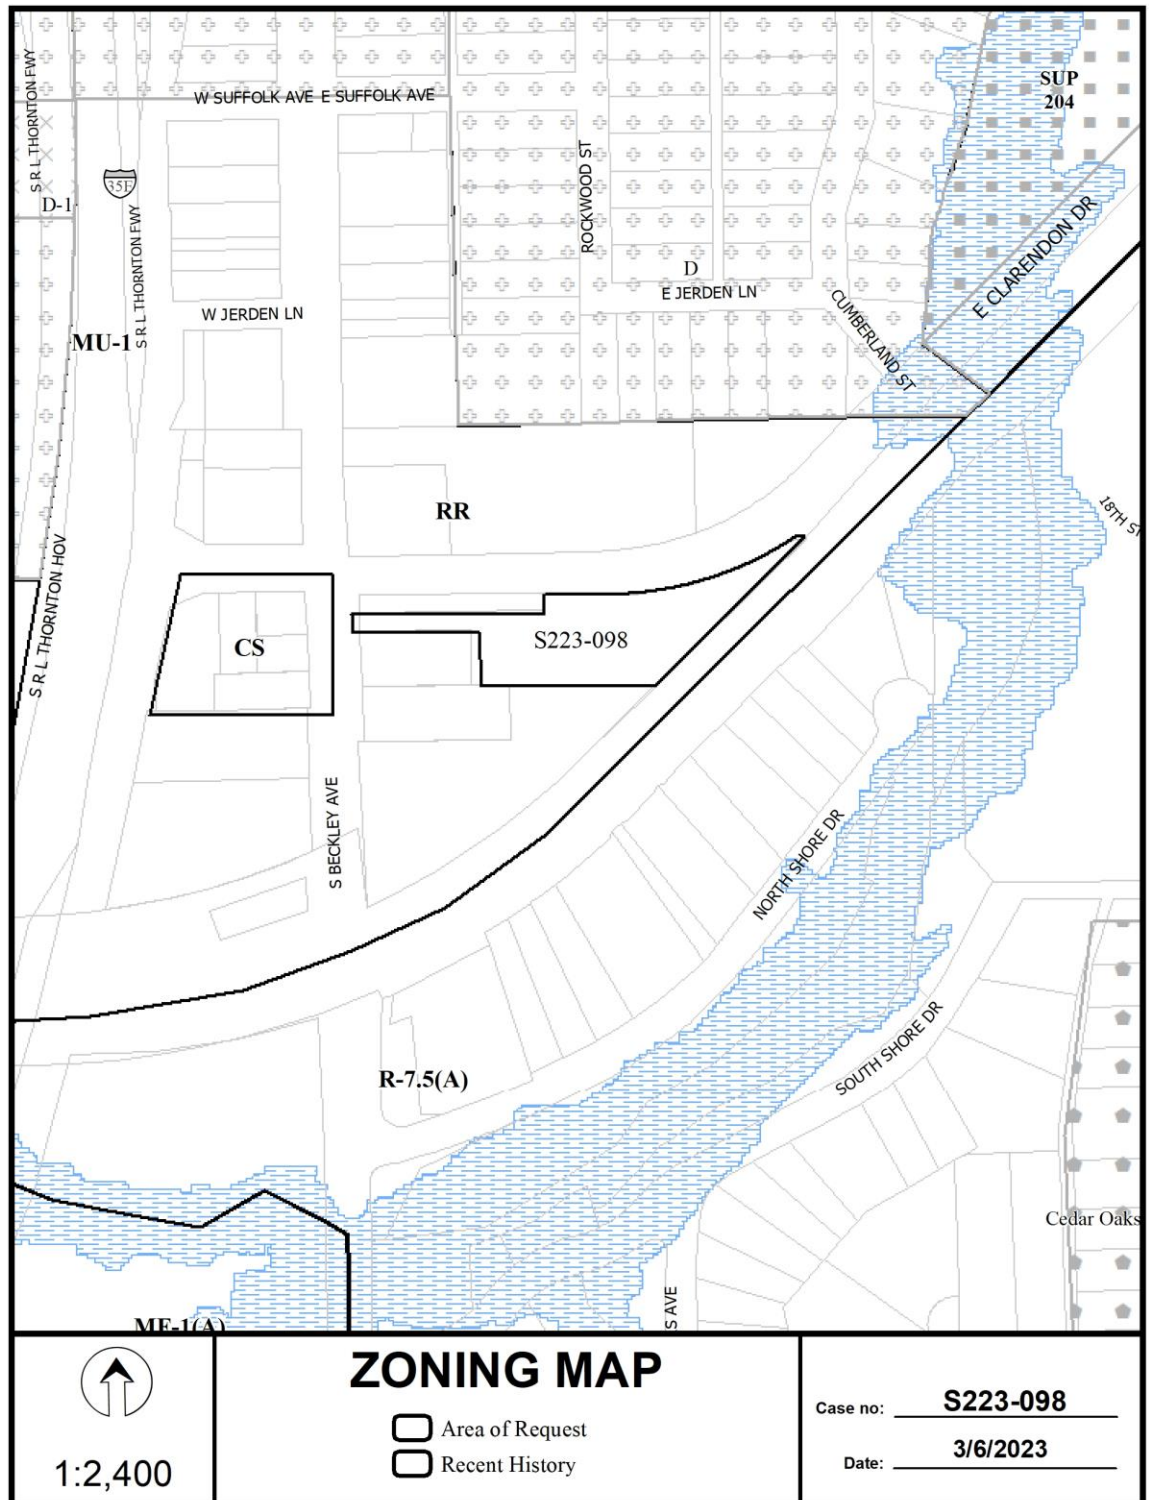 SUP
204
S R L THORNTON FWY
W SUFFOLK AVE E SUFFOLK AVE
35E
D-1
ROCKWOOD ST
S R L THORNTON FWY
E CLARENDON DR
D
E JERDEN LN
W JERDEN LN
CUMBERLAND ST
MU-1
RR
18TH ST
S R L THORNTON HOV
CS
S223-098
S BECKLEY AVE
NORTH SHORE DR
SOUTH SHORE DR
R-7.5(A)
Cedar Oaks
S AVE
MF-1(A)
ZONING MAP
Area of Request
Recent History
1:2,400
Case no: S223-098
Date: 3/6/2023